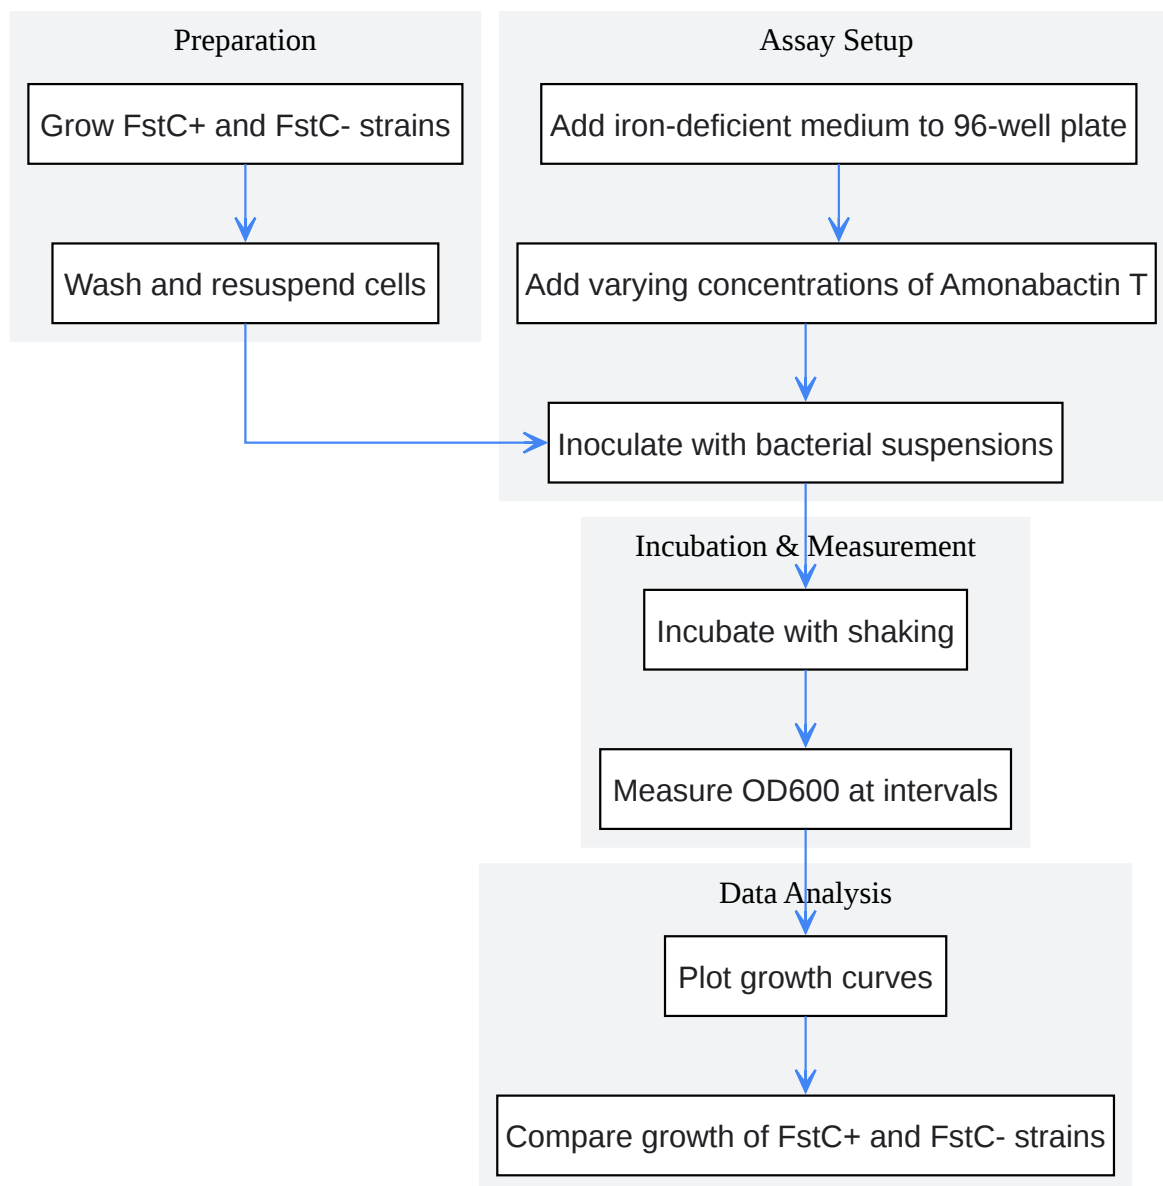 Preparation
Grow FstC+ and FstC- strains
Wash and resuspend cells
Assay Setup
Add iron-deficient medium to 96-well plate
Add varying concentrations of Amonabactin T
Inoculate with bacterial suspensions
Incubation & Measurement
Incubate with shaking
Measure OD600 at intervals
Data Analysis
Plot growth curves
Compare growth of FstC+ and FstC- strains